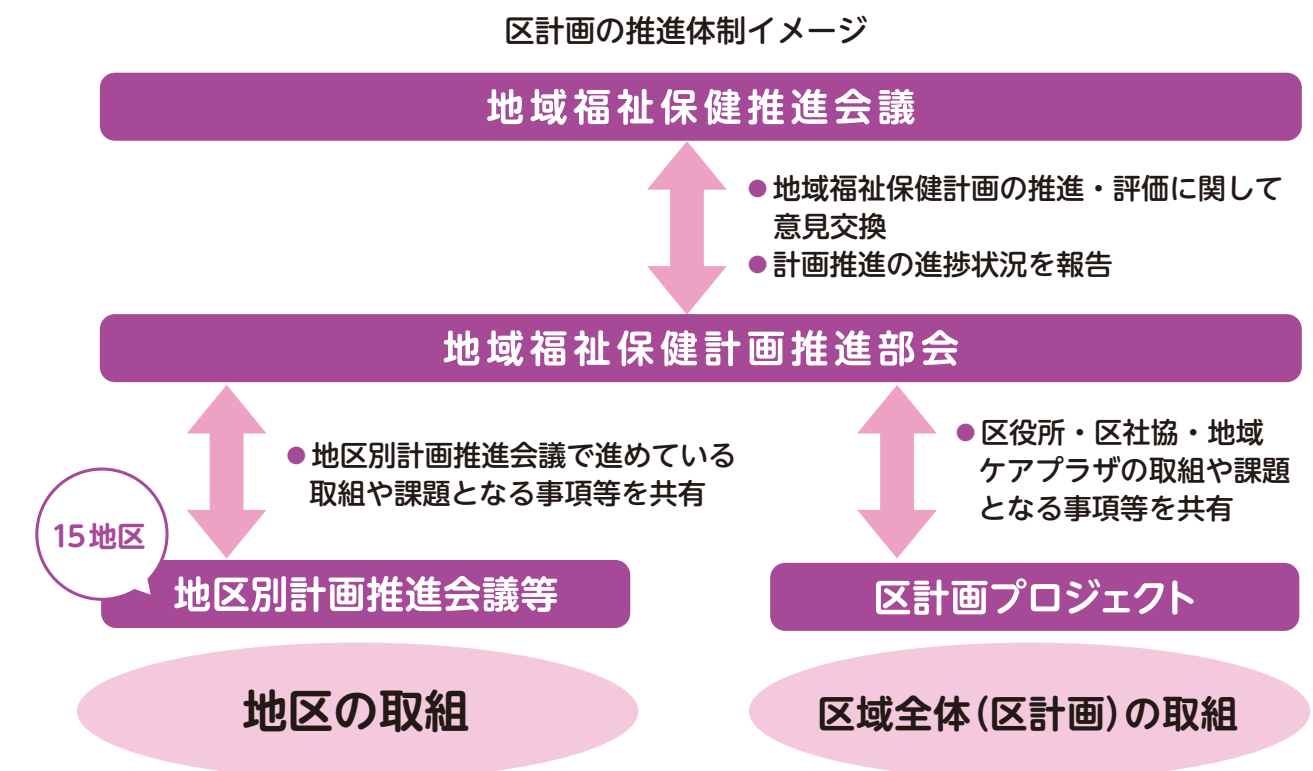 区計画の推進体制イメージ
地域福祉保健推進会議
●地域福祉保健計画の推進・評価に関して
意見交換
●計画推進の進捗状況を報告
地域福祉保健計画推進部会
●地区別計画推進会議で進めている
取組や課題となる事項等を共有
●区役所・区社協・地域
ケアプラザの取組や課題
となる事項等を共有
15地区
地区別計画推進会議等
区計画プロジェクト
地区の取組
区域全体(区計画)の取組